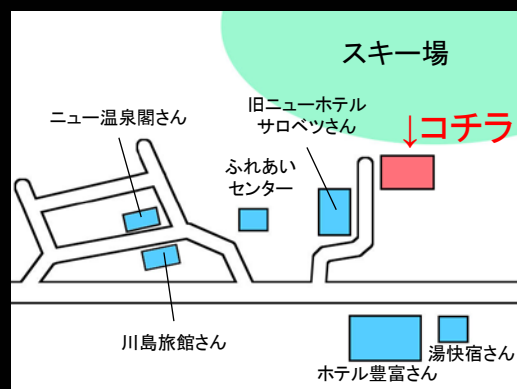 スキー場
ニュー温泉閣さん
旧ニューホテル
サロベツさん
↓コチラ
ふれあい
センター
川島旅館さん
湯快宿さん
ホテル豊富さん